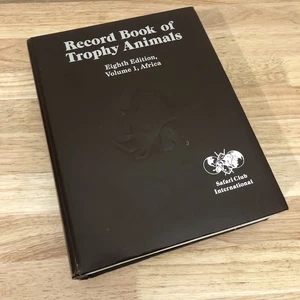 Record Book of
Trophy Animals
Eighth Edition,
Volume 1, Africa
Safari Club
International